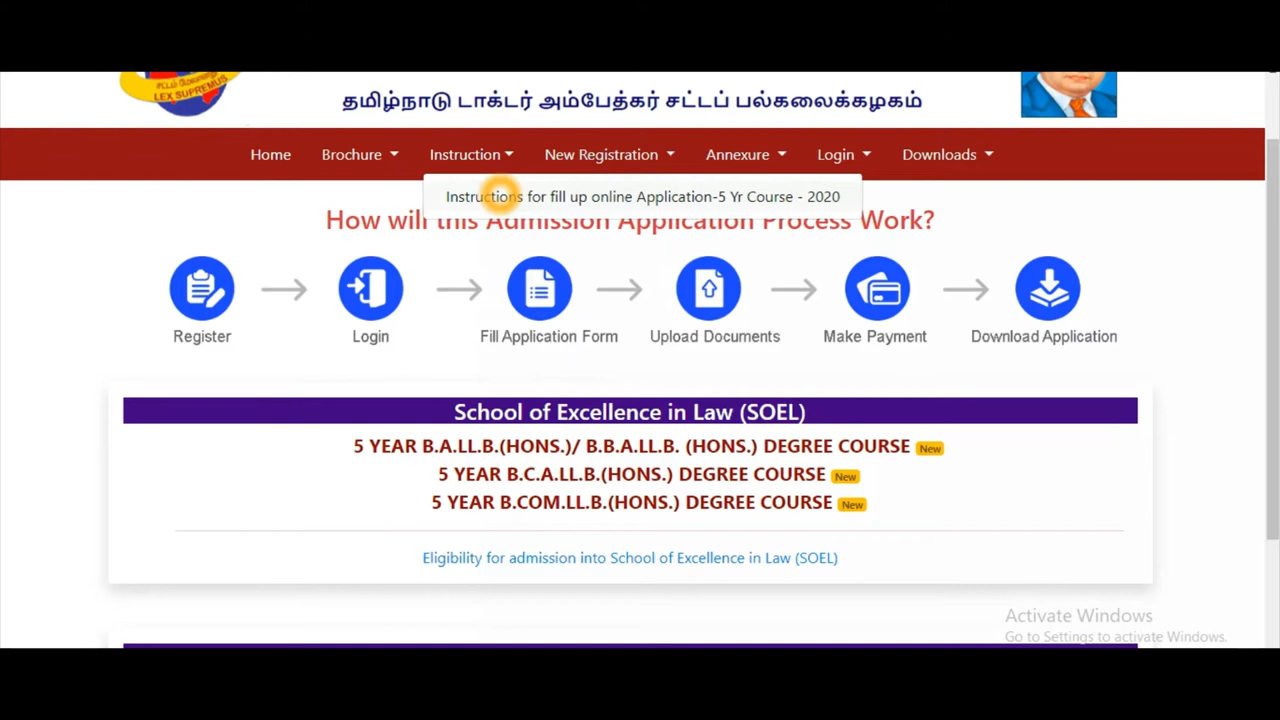 சட்டம் மேலானது
LEX SUPREMUS
தமிழ்நாடு டாக்டர் அம்பேத்கர் சட்டப் பல்கலைக்கழகம்
Home Brochure Instruction New Registration Annexure Login Downloads
Instructions for fill up online Application-5 Yr Course - 2020
How will this Admission Application Process Work?
Register Login Fill Application Form Upload Documents Make Payment Download Application
School of Excellence in Law (SOEL)
5 YEAR B.A.LL.B.(HONS.)/ B.B.A.LL.B. (HONS.) DEGREE COURSE New
5 YEAR B.C.A.LL.B.(HONS.) DEGREE COURSE New
5 YEAR B.COM.LL.B.(HONS.) DEGREE COURSE New
Eligibility for admission into School of Excellence in Law (SOEL)
Activate Windows
Go to Settings to activate Windows.